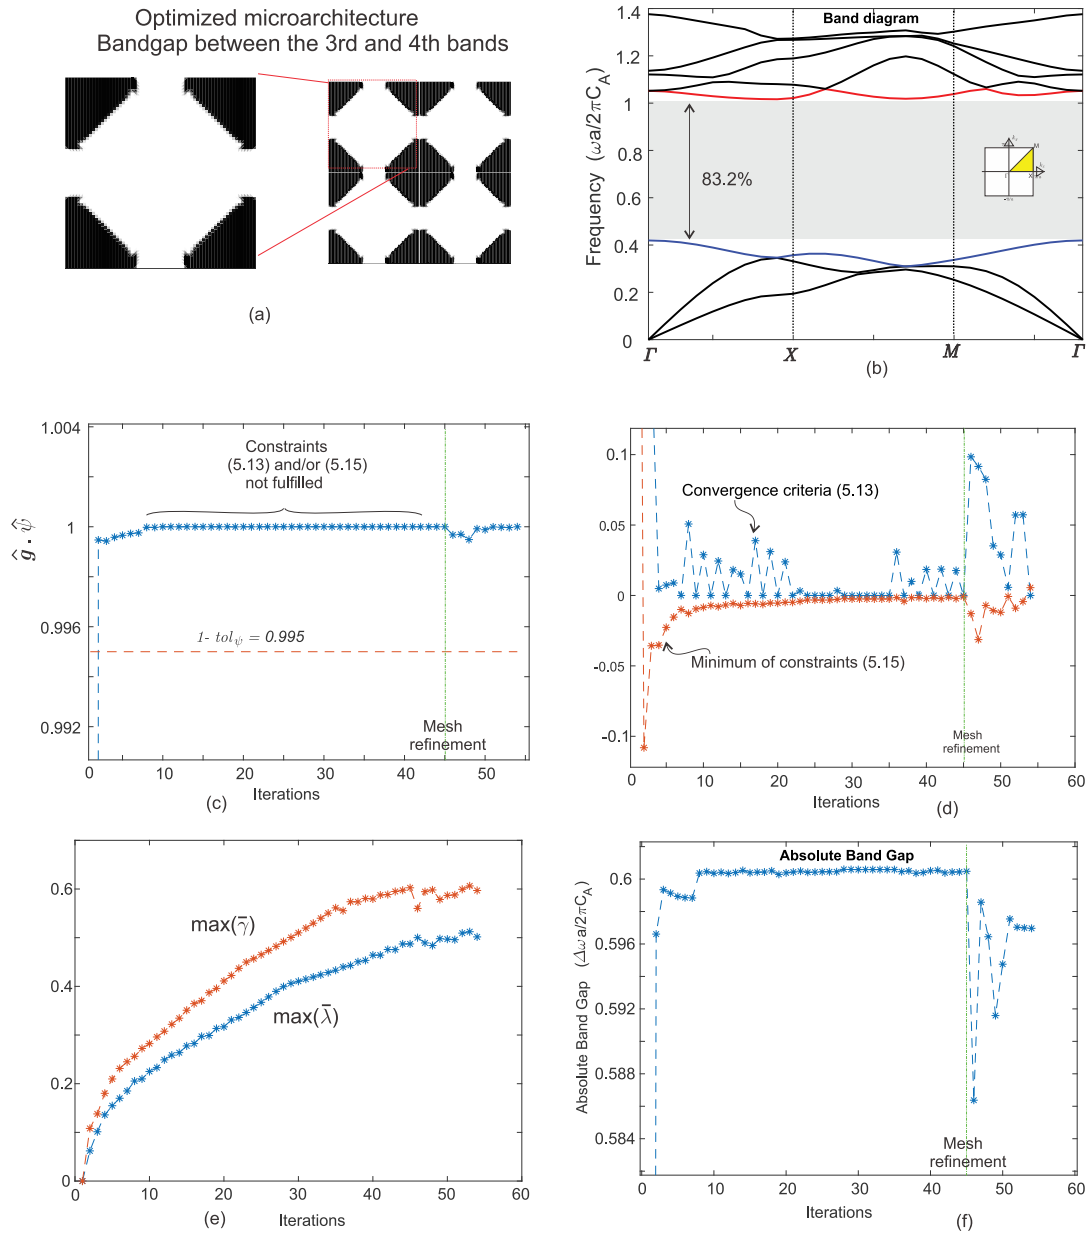 Optimized microarchitecture
Bandgap between the 3rd and 4th bands
(a)
Band diagram
Frequency (ωa/2πC_A)
1.4
1.2
1
0.8
0.6
0.4
0.2
0
83.2%
M
Γ
X
Γ
X
M
Γ
(b)
ĝ . ψ̂
1.004
1
0.996
0.992
Constraints
(5.13) and/or (5.15)
not fulfilled
1- tol_ψ = 0.995
Mesh
refinement
0 10 20 30 40 50
Iterations
(c)
0.1
0.05
0
-0.05
-0.1
Convergence criteria (5.13)
Minimum of constraints (5.15)
Mesh
refinement
0 10 20 30 40 50 60
Iterations
(d)
0.6
0.4
0.2
0
max(γ̄)
max(λ̄)
0 10 20 30 40 50 60
Iterations
(e)
Absolute Band Gap
Absolute Band Gap (Δωa/2πC_A)
0.6
0.596
0.592
0.588
0.584
Mesh
refinement
0 10 20 30 40 50 60
Iterations
(f)